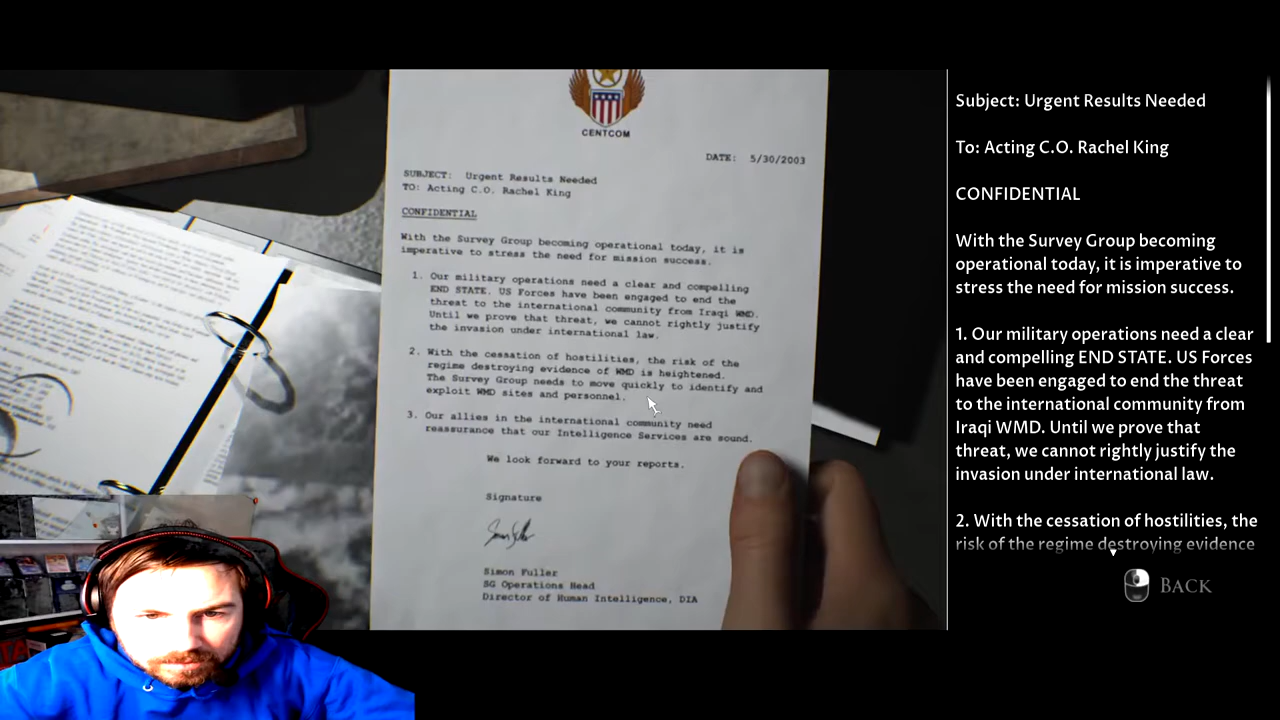 CENTCOM
DATE: 5/30/2003
SUBJECT: Urgent Results Needed
TO: Acting C.O. Rachel King
CONFIDENTIAL
With the Survey Group becoming operational today, it is
imperative to stress the need for mission success.
1. Our military operations need a clear and compelling
END STATE. US Forces have been engaged to end the
threat to the international community from Iraqi WMD.
Until we prove that threat, we cannot rightly justify
the invasion under international law.
2. With the cessation of hostilities, the risk of the
regime destroying evidence of WMD is heightened.
The Survey Group needs to move quickly to identify and
exploit WMD sites and personnel.
3. Our allies in the international community need
reassurance that our Intelligence Services are sound.
We look forward to your reports.
Signature
Simon Fuller
SG Operations Head
Director of Human Intelligence, DIA
Subject: Urgent Results Needed
To: Acting C.O. Rachel King
CONFIDENTIAL
With the Survey Group becoming
operational today, it is imperative to
stress the need for mission success.
1. Our military operations need a clear
and compelling END STATE. US Forces
have been engaged to end the threat
to the international community from
Iraqi WMD. Until we prove that
threat, we cannot rightly justify the
invasion under international law.
2. With the cessation of hostilities, the
risk of the regime destroying evidence
BACK